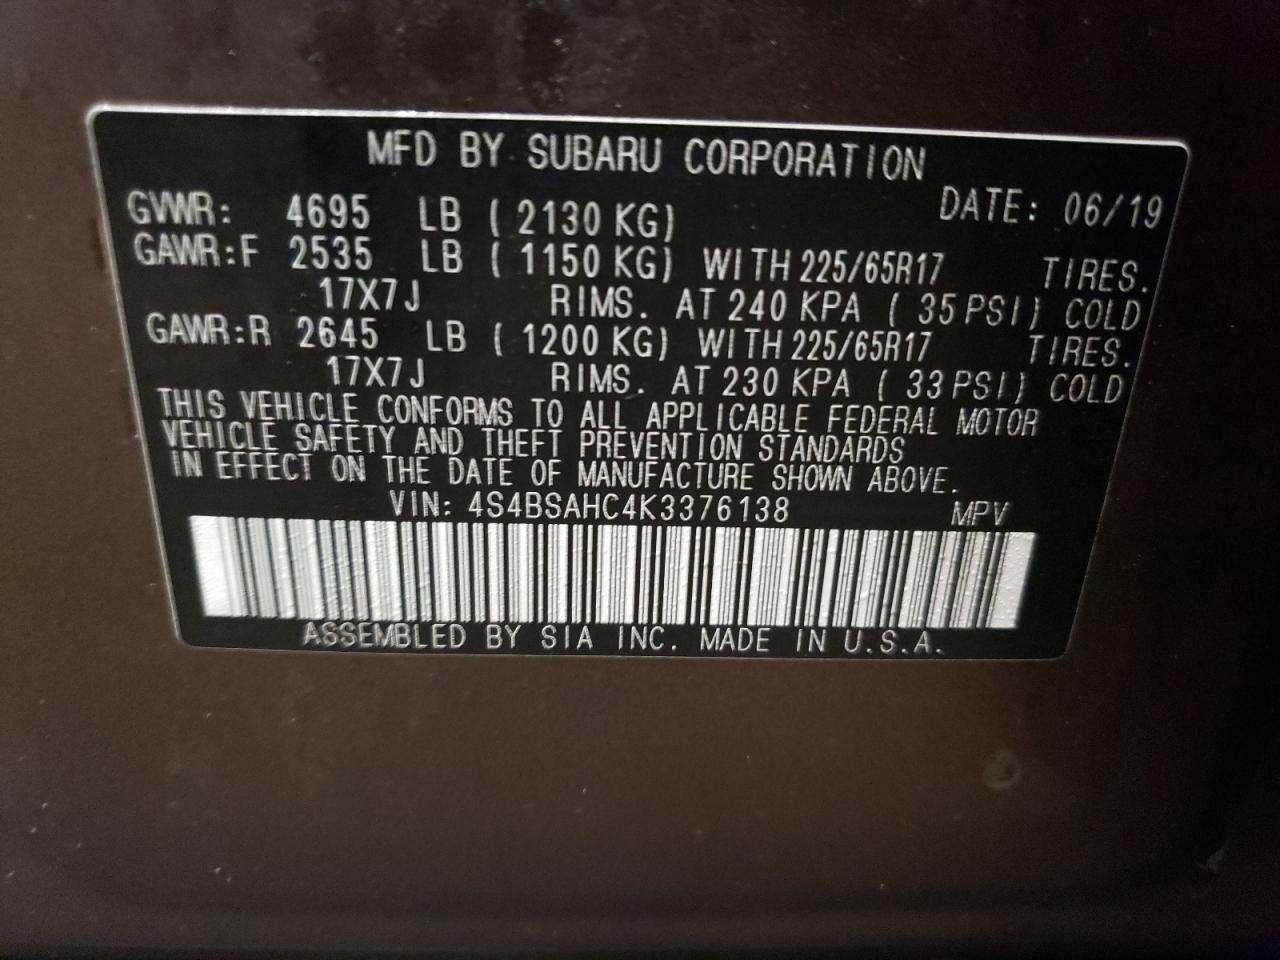 MFD BY SUBARU CORPORATION
DATE: 06/19
GVWR: 4695 LB ( 2130 KG)
GAWR:F 2535 LB ( 1150 KG) WITH 225/65R17 TIRES.
17X7J RIMS. AT 240 KPA ( 35 PSI) COLD
GAWR:R 2645 LB ( 1200 KG) WITH 225/65R17 TIRES.
17X7J RIMS. AT 230 KPA ( 33 PSI) COLD
THIS VEHICLE CONFORMS TO ALL APPLICABLE FEDERAL MOTOR
VEHICLE SAFETY AND THEFT PREVENTION STANDARDS
IN EFFECT ON THE DATE OF MANUFACTURE SHOWN ABOVE.
VIN: 4S4BSAHC4K3376138 MPV
ASSEMBLED BY SIA INC. MADE IN U.S.A.